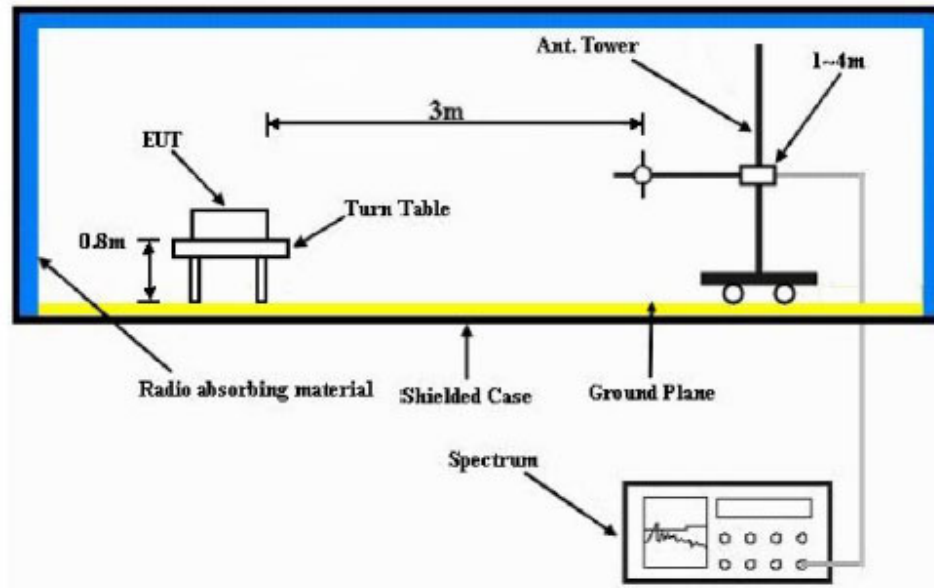 Ant. Tower
1~4m
3m
EUT
Turn Table
0.8m
Radio absorbing material
Shielded Case
Ground Plane
Spectrum